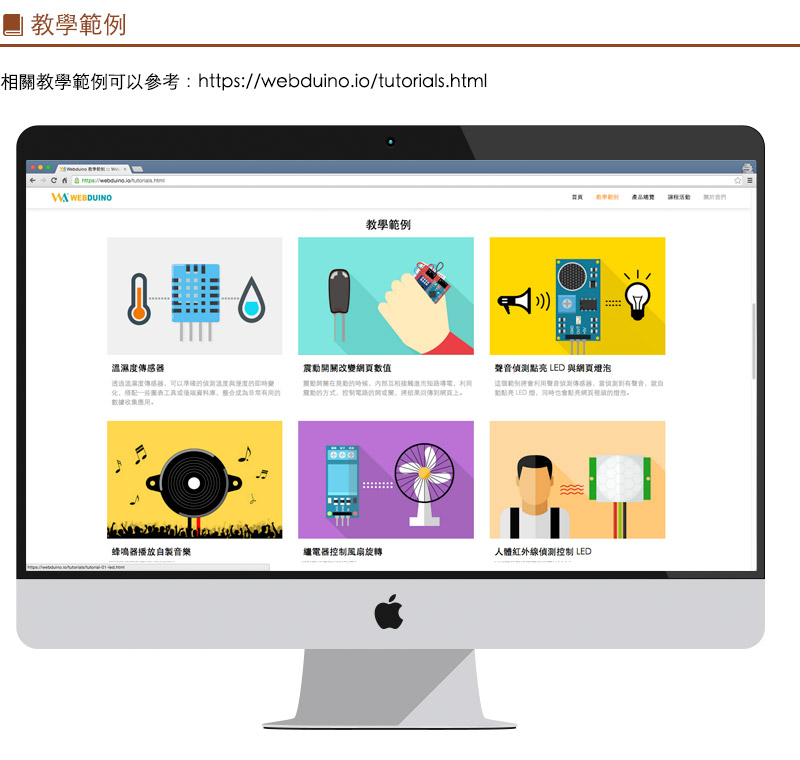 教學範例
相關教學範例可以參考：https://webduino.io/tutorials.html
Webduino 教學範例 :: We
https://webduino.io/tutorials.html
WEBDUINO
首頁 教學範例 產品總覽 課程活動 關於我們
教學範例
溫濕度傳感器
透過溫濕度傳感器，可以準確的偵測溫度與溼度的即時變
化，搭配一些圖表工具或後端資料庫，整合成為非常有用的
數據收集應用。
震動開關改變網頁數值
震動開關在晃動的時候，內部互相接觸進而短路導電，利用
震動的方式，控制電路的開或關，將結果回傳到網頁上。
聲音偵測點亮 LED 與網頁燈泡
這個範例將會利用聲音偵測傳感器，當偵測到有聲音，就自
動點亮 LED 燈，同時也會點亮網頁裡頭的燈泡。
蜂鳴器播放自製音樂
繼電器控制風扇旋轉
人體紅外線偵測控制 LED
https://webduino.io/tutorials/tutorial-01-led.html